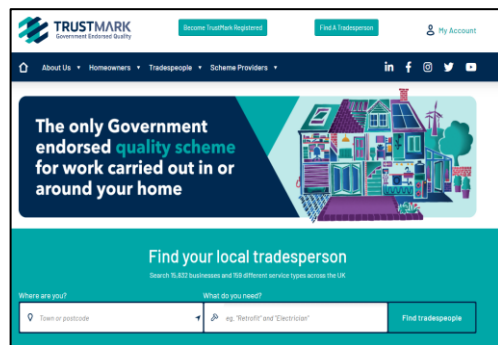 TRUSTMARK
Government Endorsed Quality
Become TrustMark Registered
Find A Tradesperson
My Account
About Us
Homeowners
Tradespeople
Scheme Providers
The only Government
endorsed quality scheme
for work carried out in or
around your home
Find your local tradesperson
Search 15,632 businesses and 159 different service types across the UK
Where are you?
What do you need?
Town or postcode
eg, "Retrofit" and "Electrician"
Find tradespeople